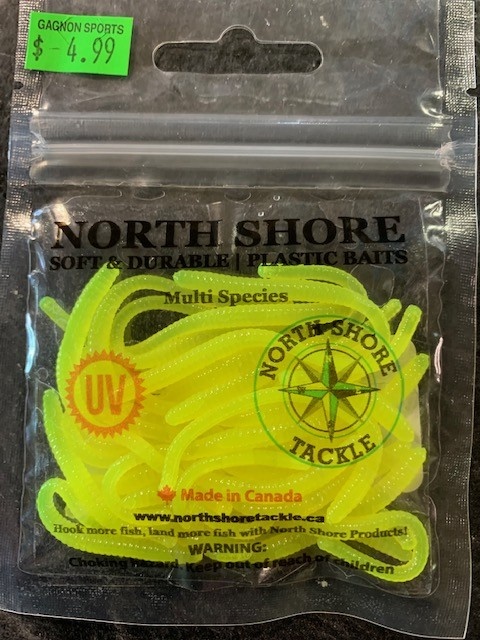 GAGNON SPORTS
$ -4.99
NORTH SHORE
SOFT & DURABLE | PLASTIC BAITS
Multi Species
UV
NORTH SHORE
TACKLE
Made in Canada
www.northshoretackle.ca
Hook more fish, land more fish with North Shore Products!
WARNING:
Choking hazard. Keep out of reach of children